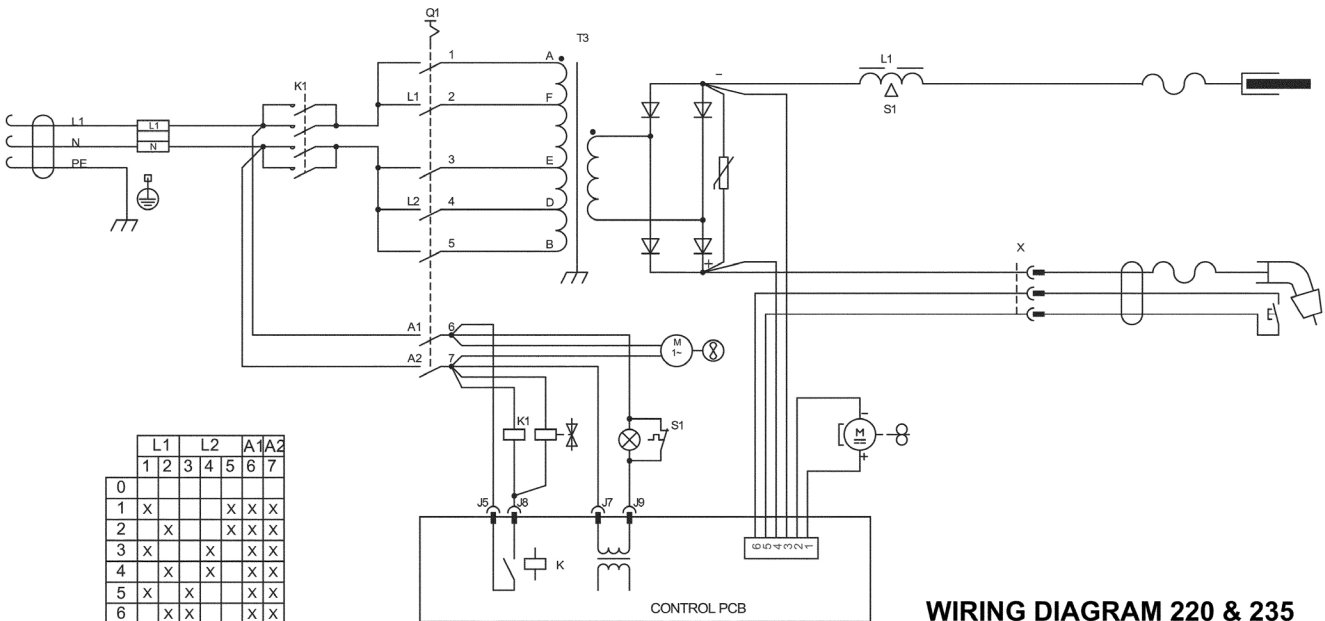 Q1
T3
K1
1
A
L1
2
F
3
E
L2
4
D
5
B
L1
L1
N
N
PE
–
+
L1
S1
X
A1
6
A2
7
M
1~
K1
S1
M
–
+
J5
J8
J7
J9
K
6 5 4 3 2 1
CONTROL PCB
L1 L2 A1 A2
1 2 3 4 5 6 7
0
1 X X X X
2 X X X X
3 X X X X
4 X X X X
5 X X X X
6 X X X X
WIRING DIAGRAM 220 & 235